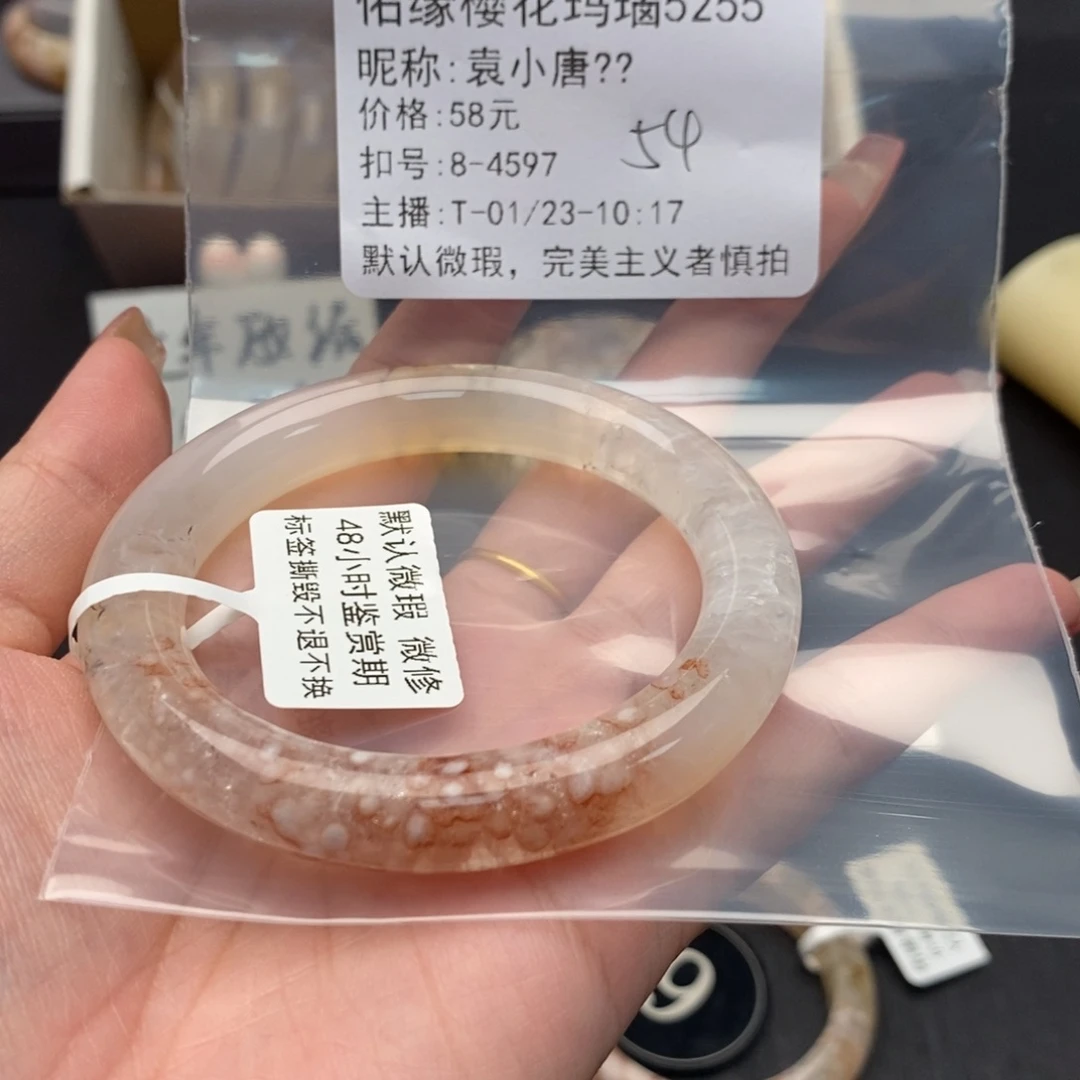 佑缘樱花玛瑙5255
昵称:袁小唐??
价格:58元
54
扣号:8-4597
主播:T-01/23-10:17
默认微瑕，完美主义者慎拍
默认微瑕 微修
48小时鉴赏期
标签撕毁不退不换
9